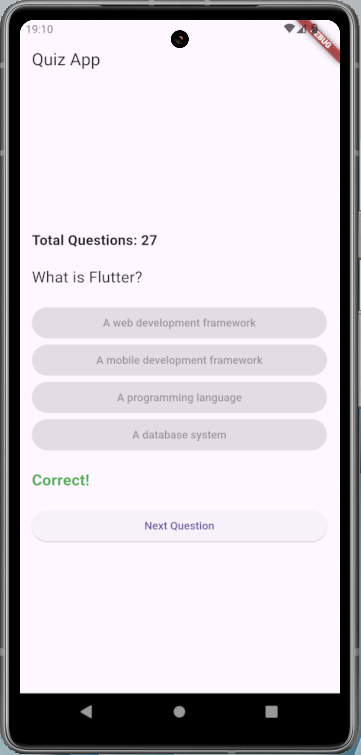 19:10
DEBUG
Quiz App
Total Questions: 27
What is Flutter?
A web development framework
A mobile development framework
A programming language
A database system
Correct!
Next Question